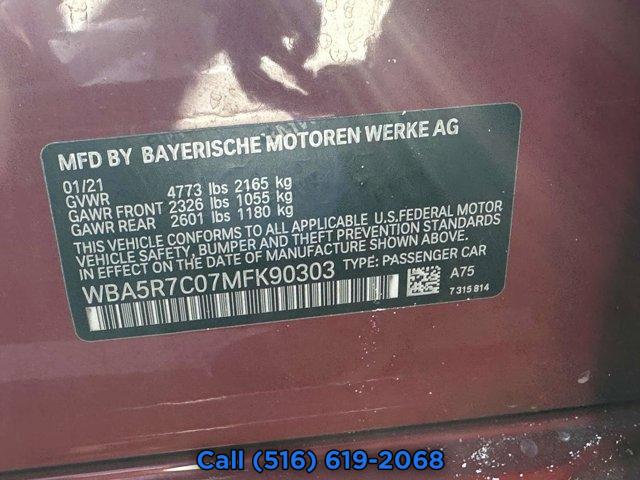 MFD BY BAYERISCHE MOTOREN WERKE AG
01/21
GVWR 4773 lbs 2165 kg
GAWR FRONT 2326 lbs 1055 kg
GAWR REAR 2601 lbs 1180 kg
THIS VEHICLE CONFORMS TO ALL APPLICABLE U.S.FEDERAL MOTOR
VEHICLE SAFETY, BUMPER, AND THEFT PREVENTION STANDARDS
IN EFFECT ON THE DATE OF MANUFACTURE SHOWN ABOVE.
WBA5R7C07MFK90303 TYPE: PASSENGER CAR
A75
7 315 814
Call (516) 619-2068